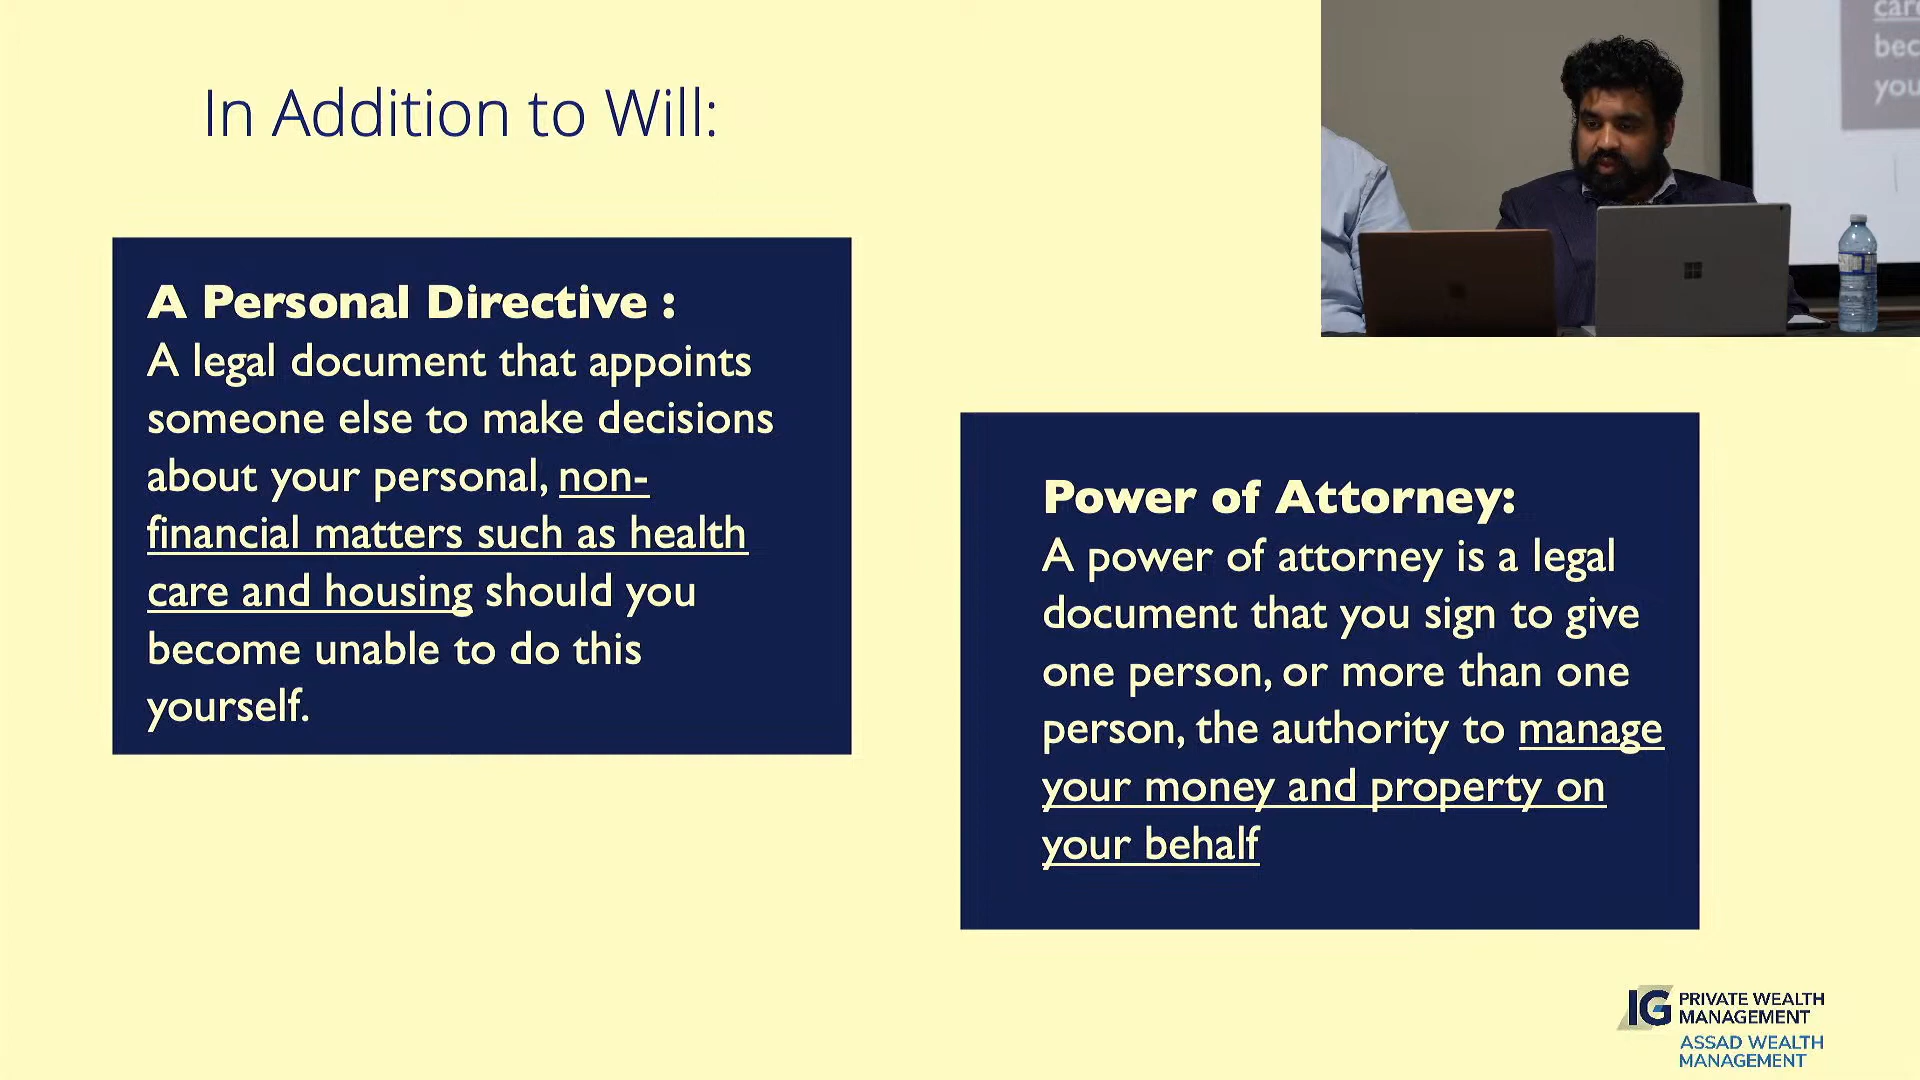 In Addition to Will:
A Personal Directive :
A legal document that appoints
someone else to make decisions
about your personal, non-
financial matters such as health
care and housing should you
become unable to do this
yourself.
Power of Attorney:
A power of attorney is a legal
document that you sign to give
one person, or more than one
person, the authority to manage
your money and property on
your behalf
IG PRIVATE WEALTH
MANAGEMENT
ASSAD WEALTH
MANAGEMENT
care
bec
you